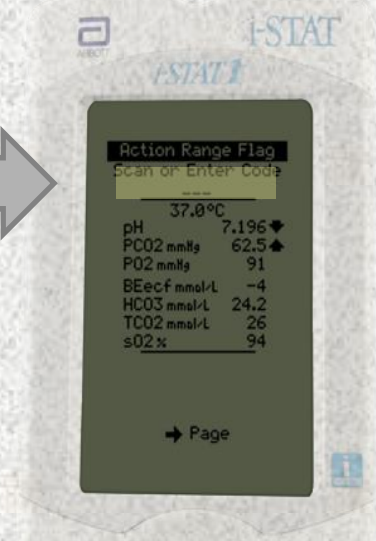 ABBOTT
i-STAT
i-STAT 1
Action Range Flag
Scan or Enter Code
---
37.0°C
pH 7.196
PCO2 mmHg 62.5
PO2 mmHg 91
BEecf mmol/L -4
HCO3 mmol/L 24.2
TCO2 mmol/L 26
sO2 % 94
Page
i